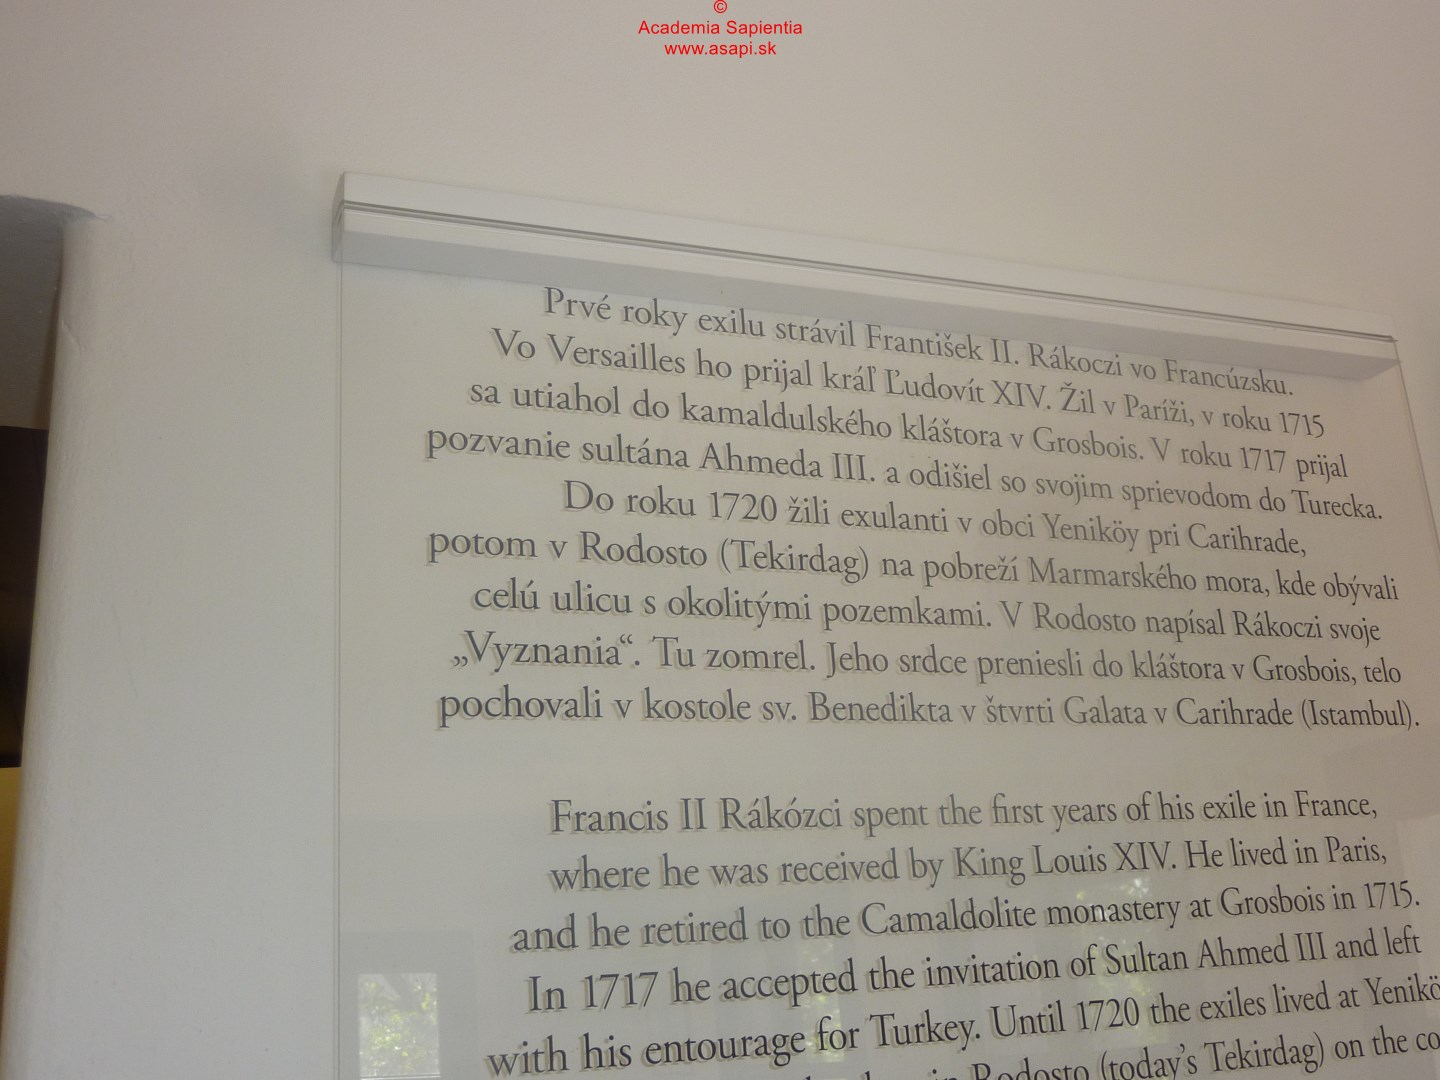 ©
Academia Sapientia
www.asapi.sk
Prvé roky exilu strávil František II. Rákoczi vo Francúzsku.
Vo Versailles ho prijal kráľ Ľudovít XIV. Žil v Paríži, v roku 1715
sa utiahol do kamaldulského kláštora v Grosbois. V roku 1717 prijal
pozvanie sultána Ahmeda III. a odišiel so svojim sprievodom do Turecka.
Do roku 1720 žili exulanti v obci Yeniköy pri Carihrade,
potom v Rodosto (Tekirdag) na pobreží Marmarského mora, kde obývali
celú ulicu s okolitými pozemkami. V Rodosto napísal Rákoczi svoje
„Vyznania“. Tu zomrel. Jeho srdce preniesli do kláštora v Grosbois, telo
pochovali v kostole sv. Benedikta v štvrti Galata v Carihrade (Istambul).
Francis II Rákózci spent the first years of his exile in France,
where he was received by King Louis XIV. He lived in Paris,
and he retired to the Camaldolite monastery at Grosbois in 1715.
In 1717 he accepted the invitation of Sultan Ahmed III and left
with his entourage for Turkey. Until 1720 the exiles lived at Yenikö
in Rodosto (today's Tekirdag) on the co